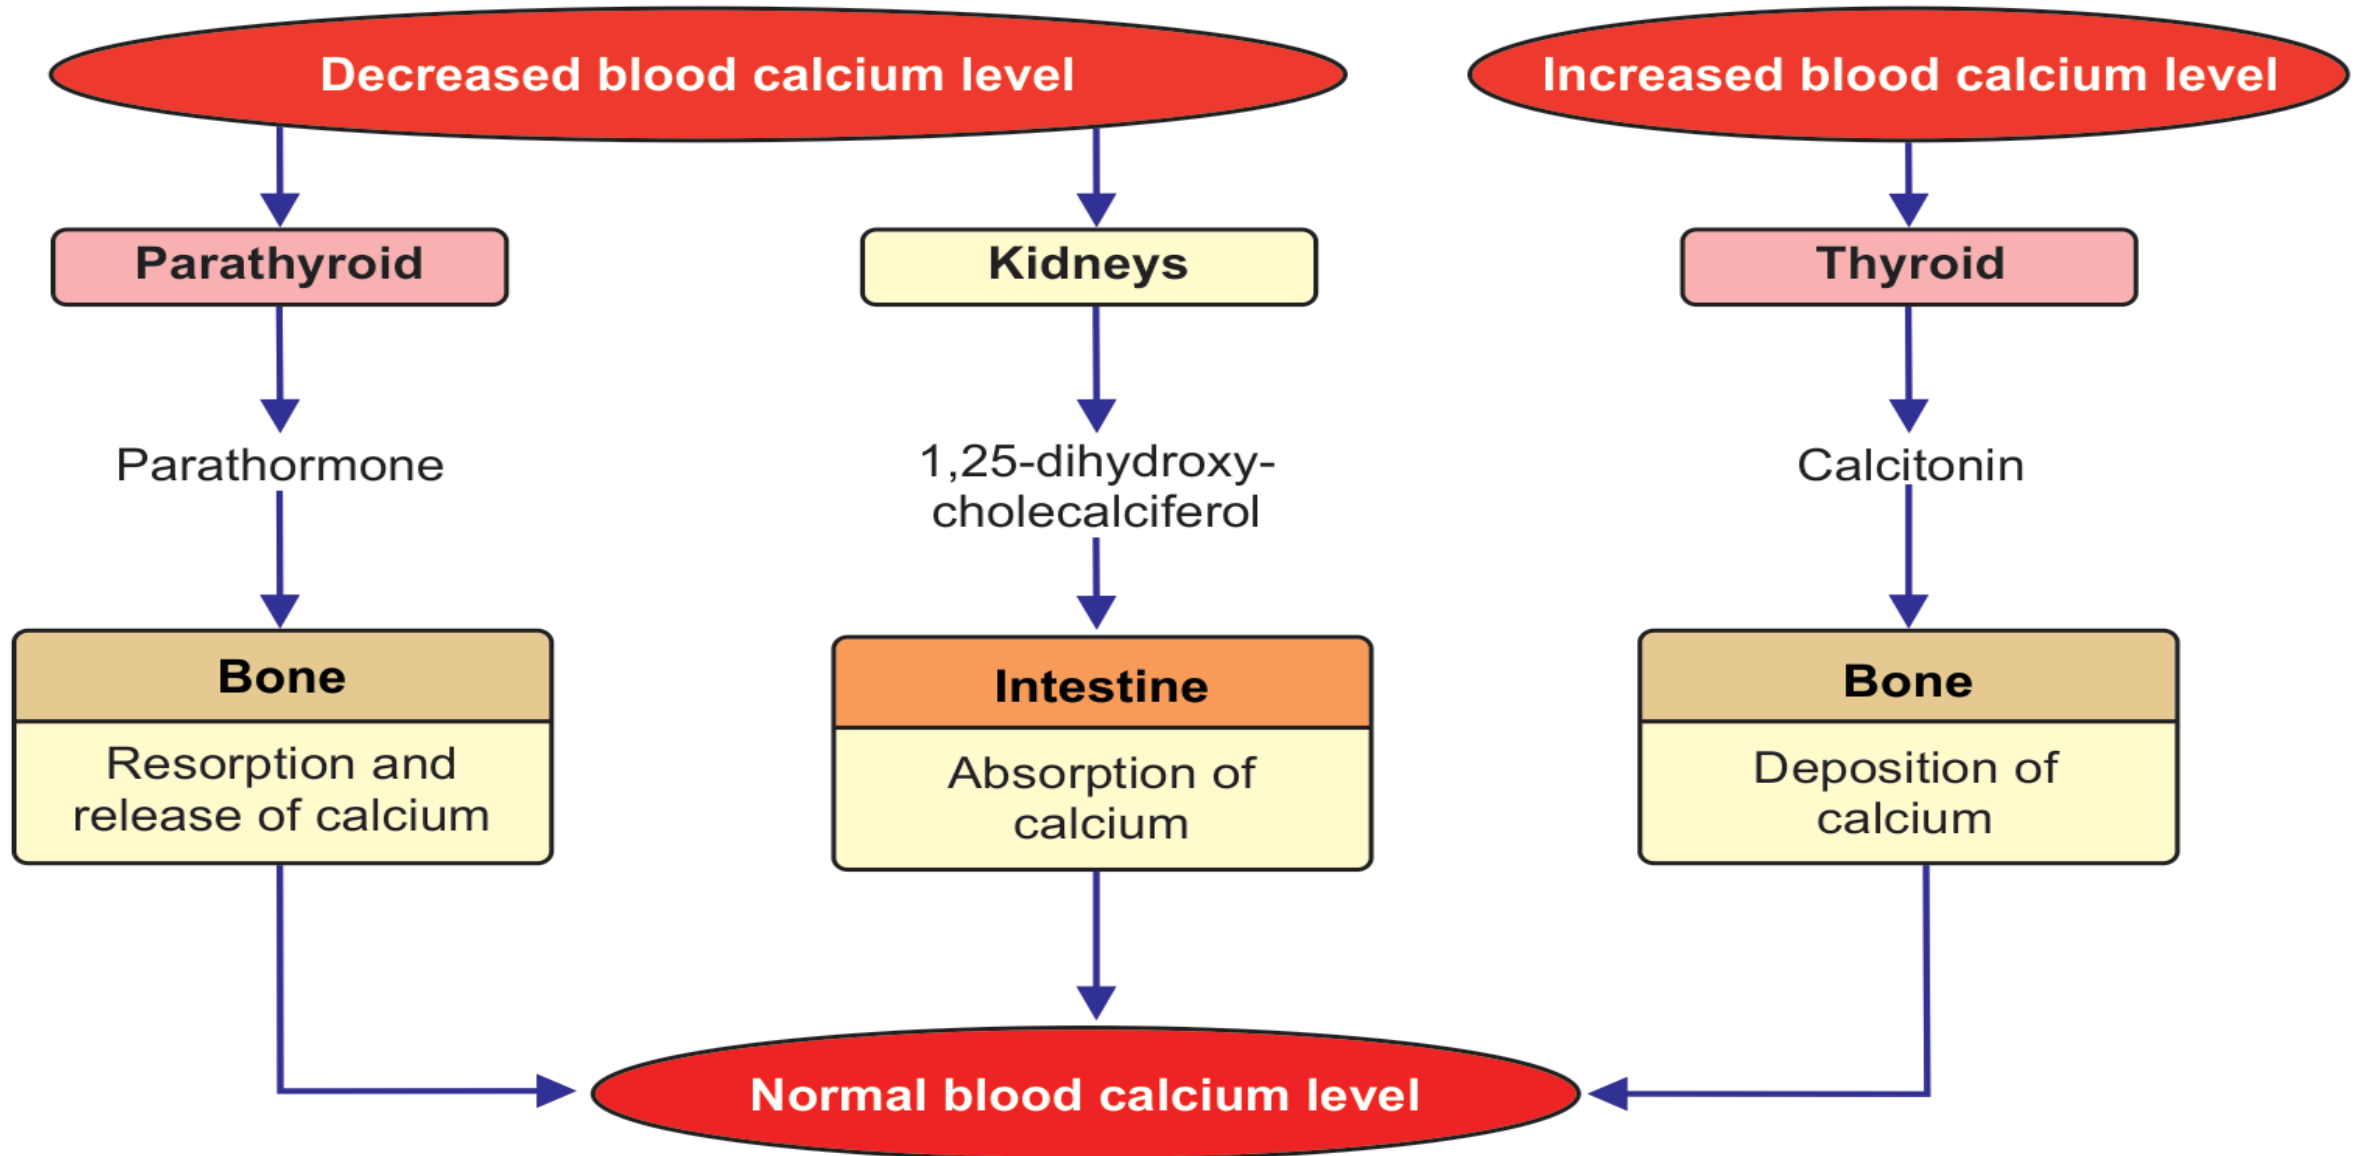 Decreased blood calcium level
Increased blood calcium level
Parathyroid
Kidneys
Thyroid
Parathormone
1,25-dihydroxy-
cholecalciferol
Calcitonin
Bone
Resorption and
release of calcium
Intestine
Absorption of
calcium
Bone
Deposition of
calcium
Normal blood calcium level